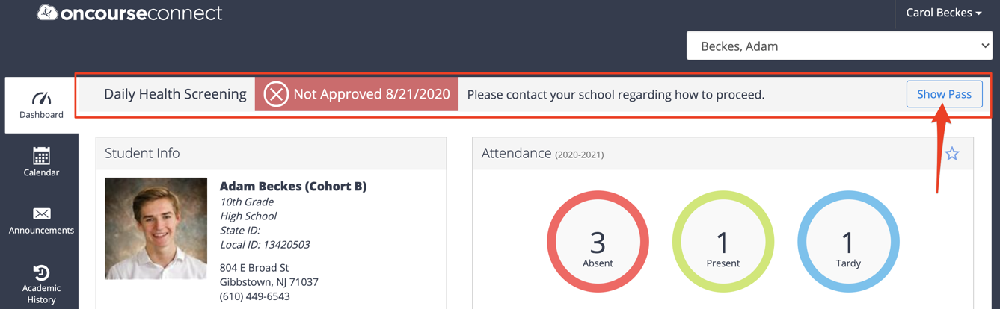 oncourseconnect
Carol Beckes
Beckes, Adam
Daily Health Screening Not Approved 8/21/2020 Please contact your school regarding how to proceed. Show Pass
Dashboard
Calendar
Announcements
Academic
History
Student Info
Adam Beckes (Cohort B)
10th Grade
High School
State ID:
Local ID: 13420503
804 E Broad St
Gibbstown, NJ 71037
(610) 449-6543
Attendance (2020-2021)
3
Absent
1
Present
1
Tardy